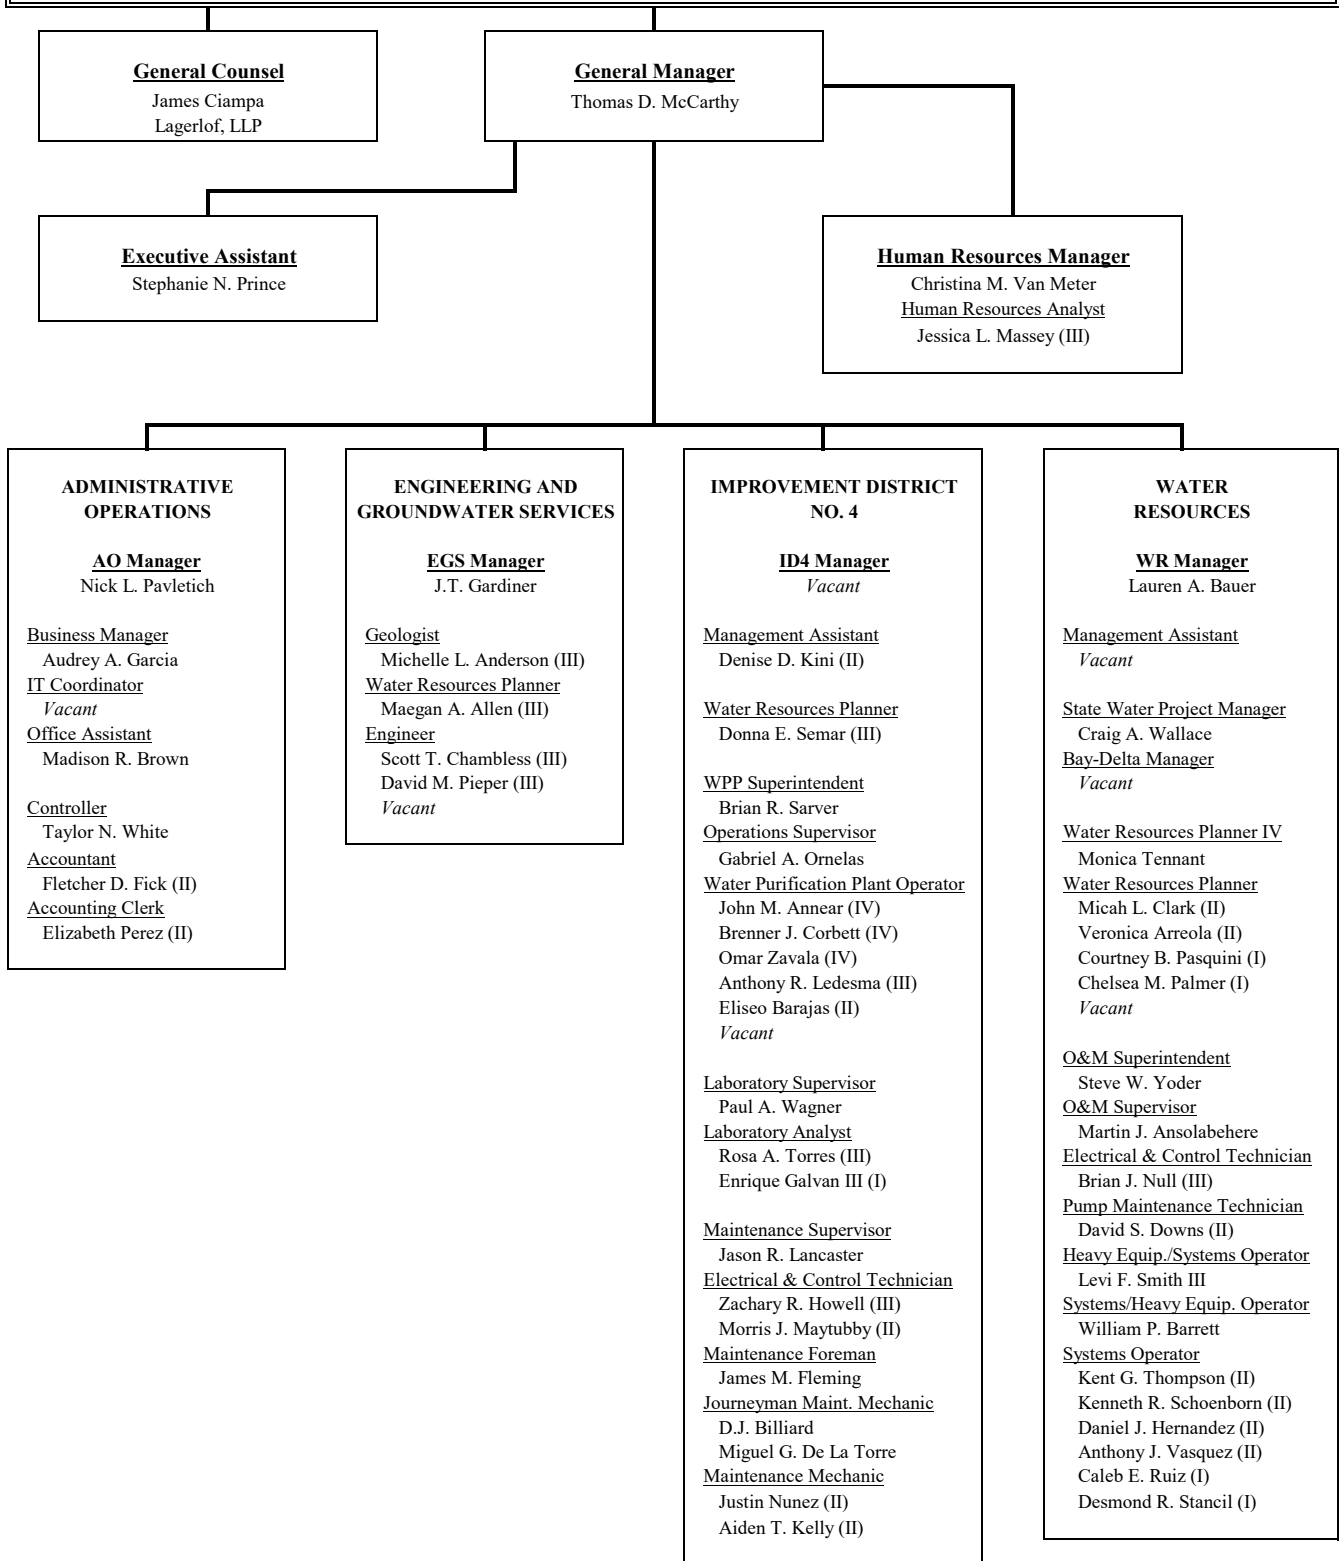 General Counsel
James Ciampa
Lagerlof, LLP
General Manager
Thomas D. McCarthy
Executive Assistant
Stephanie N. Prince
Human Resources Manager
Christina M. Van Meter
Human Resources Analyst
Jessica L. Massey (III)
ADMINISTRATIVE
OPERATIONS
AO Manager
Nick L. Pavletich
Business Manager
Audrey A. Garcia
IT Coordinator
Vacant
Office Assistant
Madison R. Brown
Controller
Taylor N. White
Accountant
Fletcher D. Fick (II)
Accounting Clerk
Elizabeth Perez (II)
ENGINEERING AND
GROUNDWATER SERVICES
EGS Manager
J.T. Gardiner
Geologist
Michelle L. Anderson (III)
Water Resources Planner
Maegan A. Allen (III)
Engineer
Scott T. Chambless (III)
David M. Pieper (III)
Vacant
IMPROVEMENT DISTRICT
NO. 4
ID4 Manager
Vacant
Management Assistant
Denise D. Kini (II)
Water Resources Planner
Donna E. Semar (III)
WPP Superintendent
Brian R. Sarver
Operations Supervisor
Gabriel A. Ornelas
Water Purification Plant Operator
John M. Annear (IV)
Brenner J. Corbett (IV)
Omar Zavala (IV)
Anthony R. Ledesma (III)
Eliseo Barajas (II)
Vacant
Laboratory Supervisor
Paul A. Wagner
Laboratory Analyst
Rosa A. Torres (III)
Enrique Galvan III (I)
Maintenance Supervisor
Jason R. Lancaster
Electrical & Control Technician
Zachary R. Howell (III)
Morris J. Maytubby (II)
Maintenance Foreman
James M. Fleming
Journeyman Maint. Mechanic
D.J. Billiard
Miguel G. De La Torre
Maintenance Mechanic
Justin Nunez (II)
Aiden T. Kelly (II)
WATER
RESOURCES
WR Manager
Lauren A. Bauer
Management Assistant
Vacant
State Water Project Manager
Craig A. Wallace
Bay-Delta Manager
Vacant
Water Resources Planner IV
Monica Tennant
Water Resources Planner
Micah L. Clark (II)
Veronica Arreola (II)
Courtney B. Pasquini (I)
Chelsea M. Palmer (I)
Vacant
O&M Superintendent
Steve W. Yoder
O&M Supervisor
Martin J. Ansolabehere
Electrical & Control Technician
Brian J. Null (III)
Pump Maintenance Technician
David S. Downs (II)
Heavy Equip./Systems Operator
Levi F. Smith III
Systems/Heavy Equip. Operator
William P. Barrett
Systems Operator
Kent G. Thompson (II)
Kenneth R. Schoenborn (II)
Daniel J. Hernandez (II)
Anthony J. Vasquez (II)
Caleb E. Ruiz (I)
Desmond R. Stancil (I)